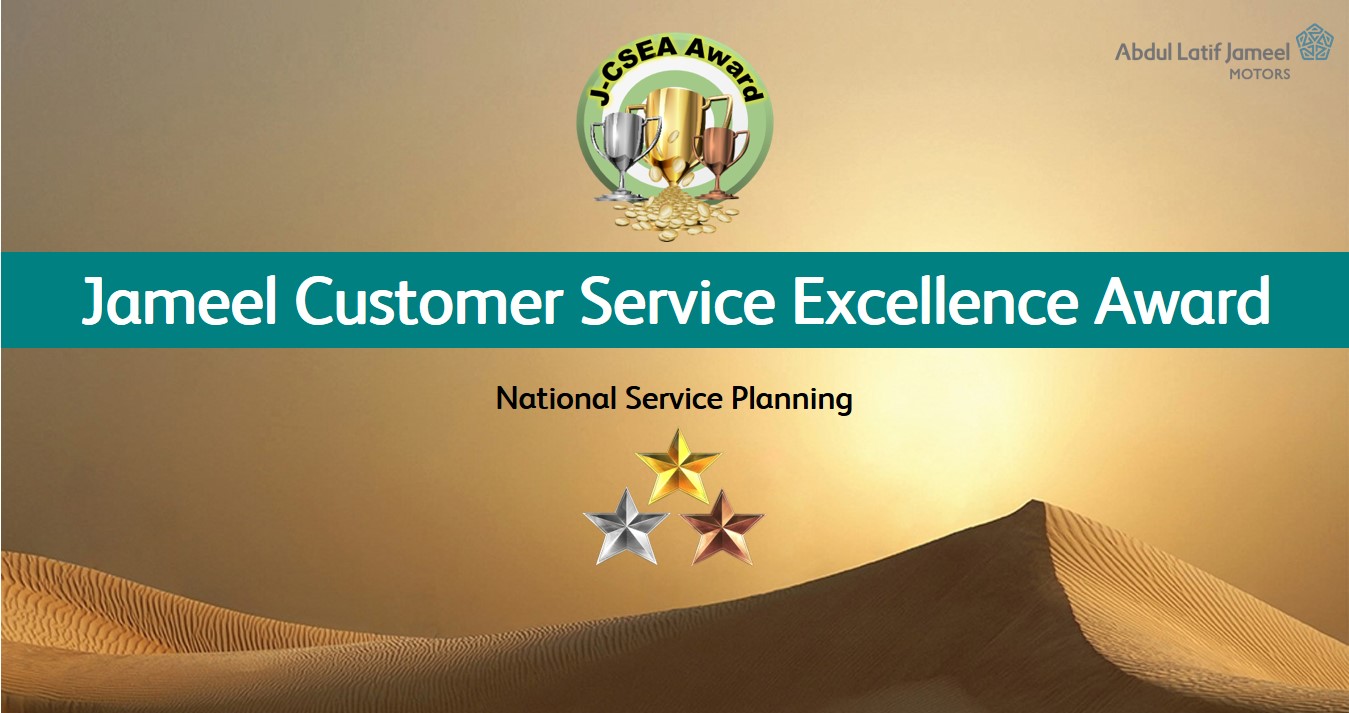 J-CSEA Award
Abdul Latif Jameel
MOTORS
Jameel Customer Service Excellence Award
National Service Planning